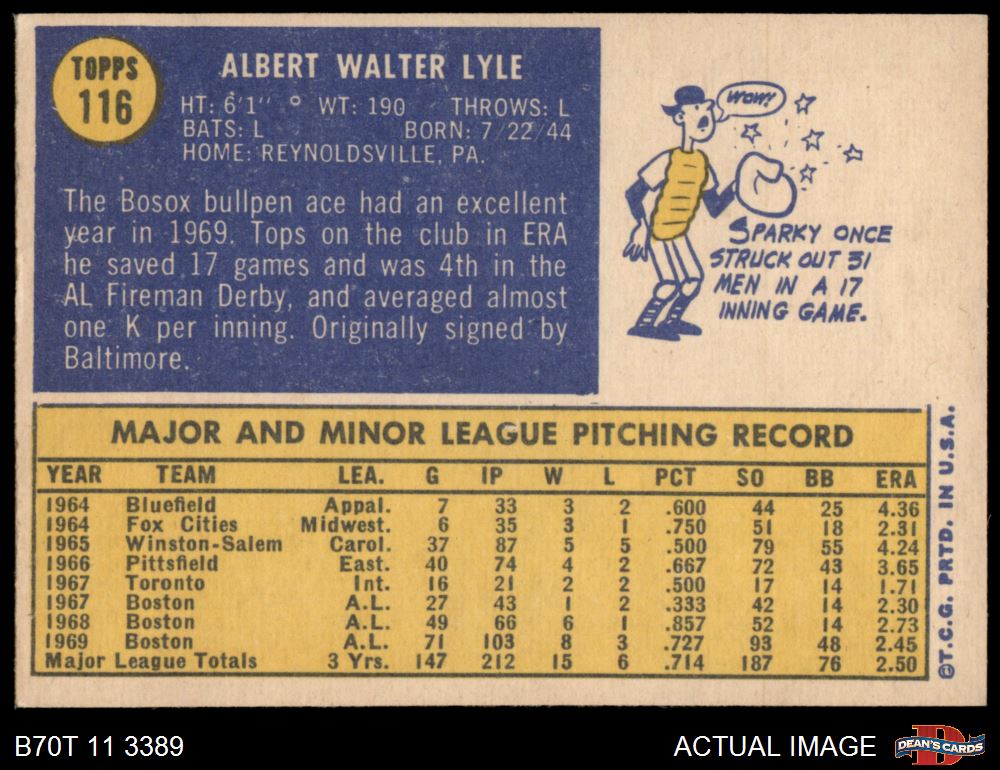 TOPPS
116
ALBERT WALTER LYLE
HT: 6'1" WT: 190 THROWS: L
BATS: L BORN: 7/22/44
HOME: REYNOLDSVILLE, PA.
The Bosox bullpen ace had an excellent
year in 1969. Tops on the club in ERA
he saved 17 games and was 4th in the
AL Fireman Derby, and averaged almost
one K per inning. Originally signed by
Baltimore.
WOW!
SPARKY ONCE
STRUCK OUT 31
MEN IN A 17
INNING GAME.
MAJOR AND MINOR LEAGUE PITCHING RECORD
YEAR TEAM LEA. G IP W L PCT SO BB ERA
1964 Bluefield Appal. 7 33 3 2 .600 44 25 4.36
1964 Fox Cities Midwest. 6 35 3 1 .750 51 18 2.31
1965 Winston-Salem Carol. 37 87 5 5 .500 79 55 4.24
1966 Pittsfield East. 40 74 4 2 .667 72 43 3.65
1967 Toronto Int. 16 21 2 2 .500 17 14 1.71
1967 Boston A.L. 27 43 1 2 .333 42 14 2.30
1968 Boston A.L. 49 66 6 1 .857 52 14 2.73
1969 Boston A.L. 71 103 8 3 .727 93 48 2.45
Major League Totals 3 Yrs. 147 212 15 6 .714 187 76 2.50
©T.C.G. PRTD. IN U.S.A.
B70T 11 3389
ACTUAL IMAGE
D
DEAN'S CARDS